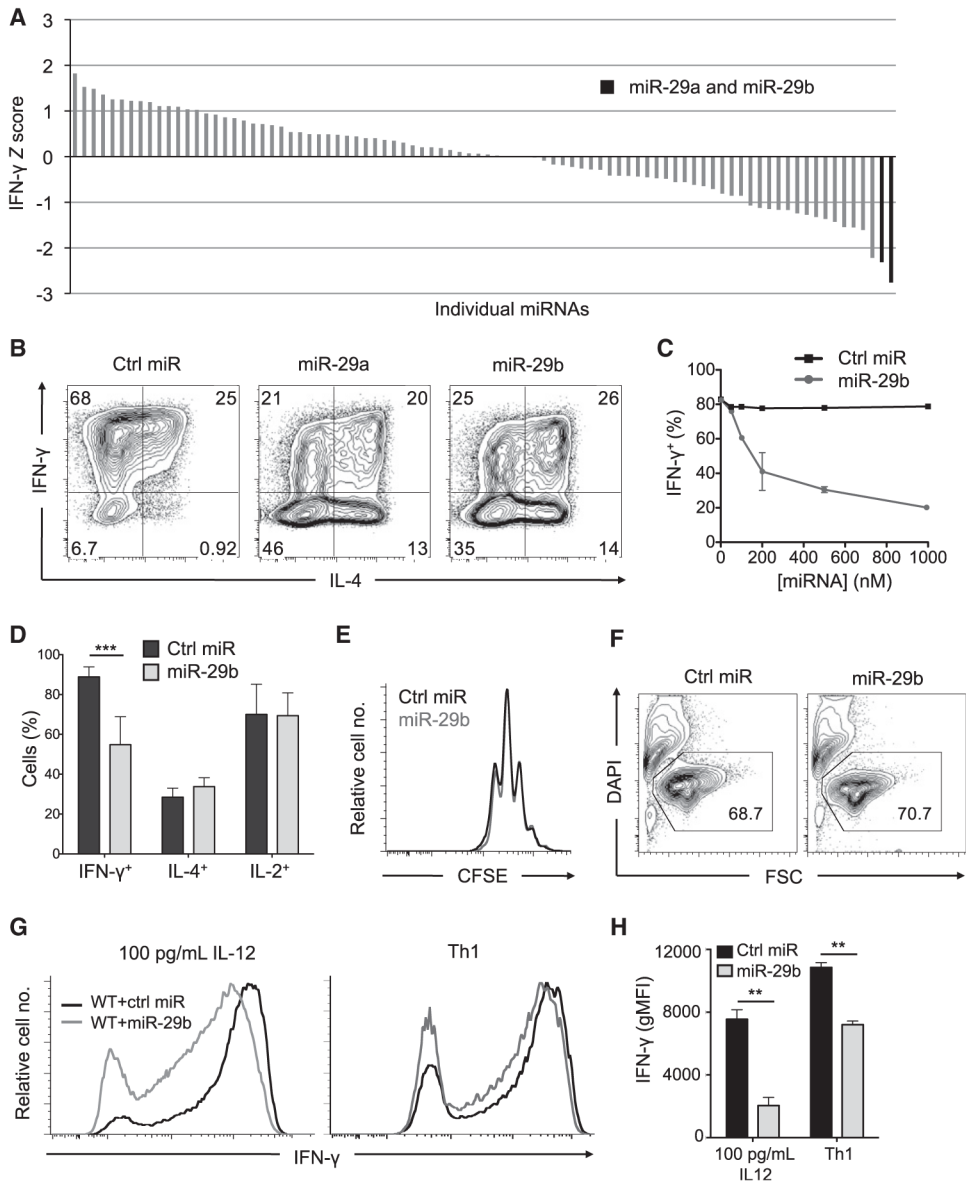 A
3
2
1
0
-1
-2
-3
IFN-γ Z score
miR-29a and miR-29b
Individual miRNAs
B
Ctrl miR
miR-29a
miR-29b
68
25
6.7
0.92
21
20
46
13
25
26
35
14
IFN-γ
IL-4
C
Ctrl miR
miR-29b
100
80
60
40
20
0
IFN-γ⁺ (%)
0 200 400 600 800 1000
[miRNA] (nM)
D
***
Ctrl miR
miR-29b
100
80
60
40
20
0
Cells (%)
IFN-γ⁺ IL-4⁺ IL-2⁺
E
Ctrl miR
miR-29b
Relative cell no.
CFSE
F
Ctrl miR
miR-29b
68.7
70.7
DAPI
FSC
G
100 pg/mL IL-12
Th1
WT+ctrl miR
WT+miR-29b
Relative cell no.
IFN-γ
H
Ctrl miR
miR-29b
**
**
12000
8000
4000
0
IFN-γ (gMFI)
100 pg/mL
IL12
Th1